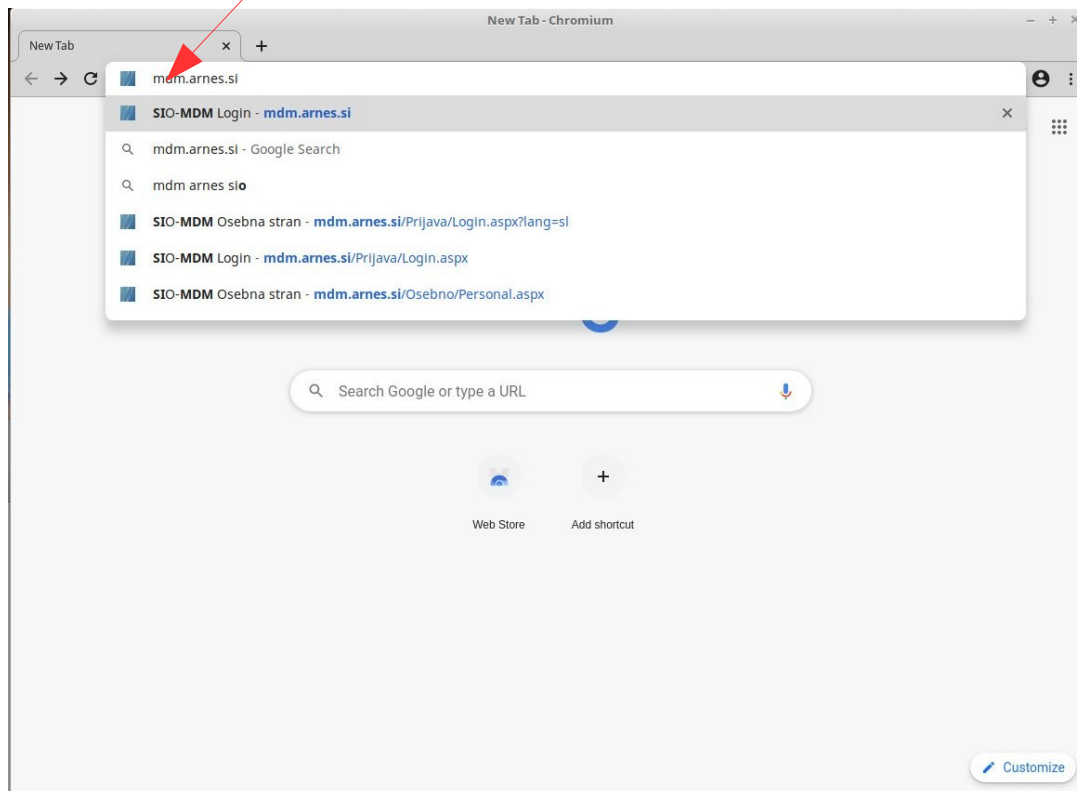 New Tab - Chromium
New Tab
mdm.arnes.si
SIO-MDM Login - mdm.arnes.si
mdm.arnes.si - Google Search
mdm arnes sio
SIO-MDM Osebna stran - mdm.arnes.si/Prijava/Login.aspx?lang=sl
SIO-MDM Login - mdm.arnes.si/Prijava/Login.aspx
SIO-MDM Osebna stran - mdm.arnes.si/Osebno/Personal.aspx
Search Google or type a URL
Web Store Add shortcut
Customize